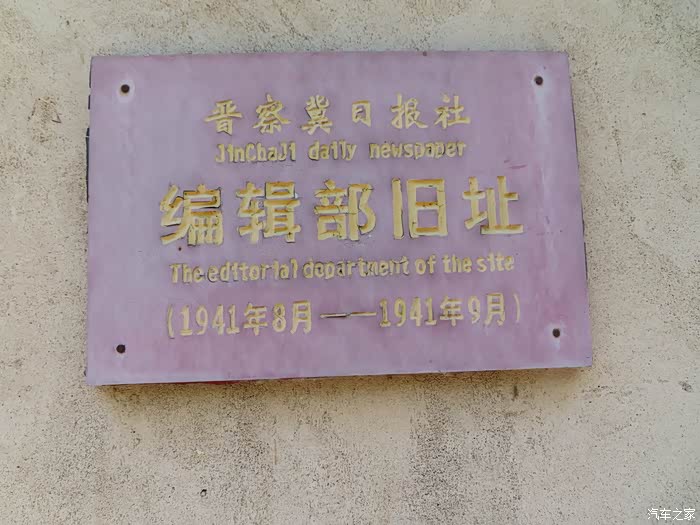 晋察冀日报社
JinChaJi daily newspaper
编辑部旧址
The editorial department of the site
(1941年8月——1941年9月)
汽车之家